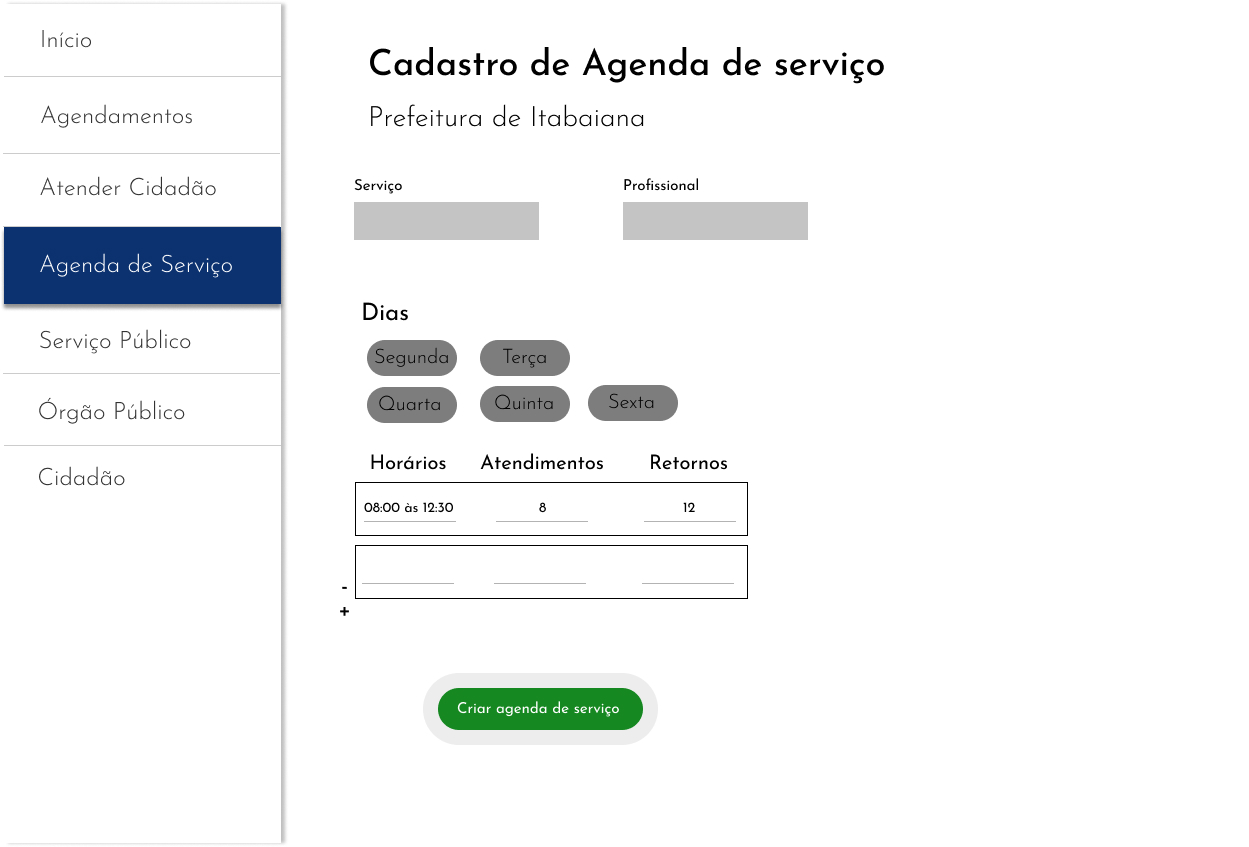 Início
Agendamentos
Atender Cidadão
Agenda de Serviço
Serviço Público
Órgão Público
Cidadão
Cadastro de Agenda de serviço
Prefeitura de Itabaiana
Serviço Profissional
Dias
Segunda Terça
Quarta Quinta Sexta
Horários Atendimentos Retornos
08:00 às 12:30 8 12
-
+
Criar agenda de serviço